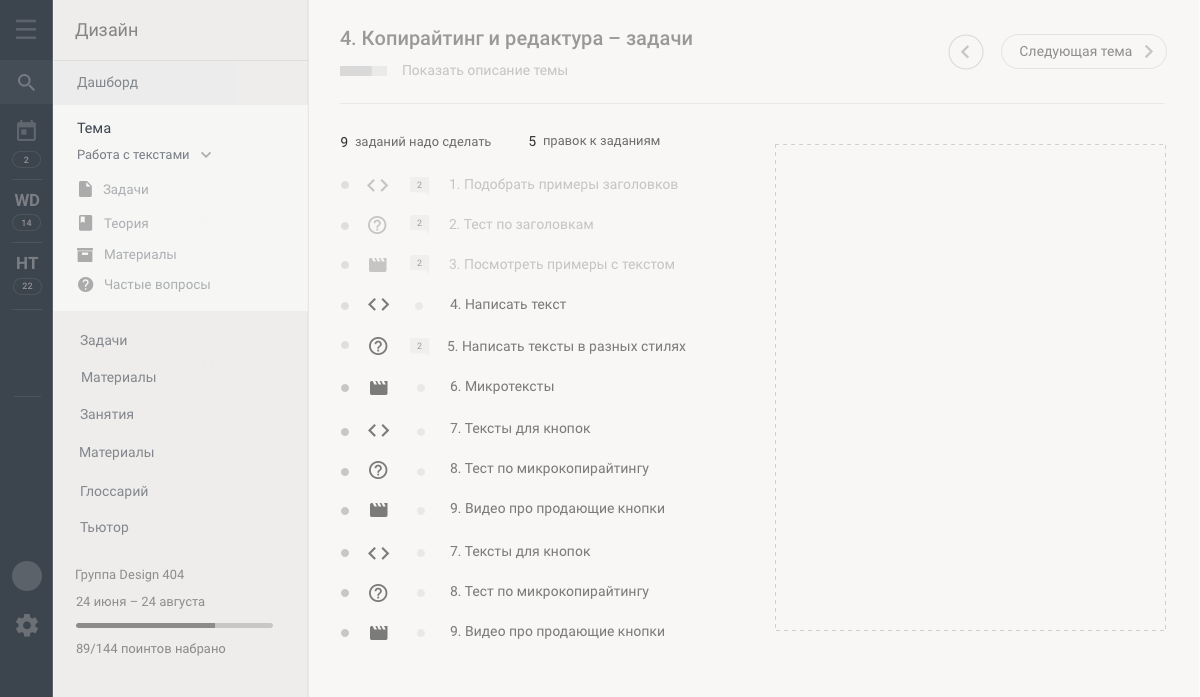 Дизайн
Дашборд
2
WD
14
HT
22
Тема
Работа с текстами
Задачи
Теория
Материалы
Частые вопросы
Задачи
Материалы
Занятия
Материалы
Глоссарий
Тьютор
Группа Design 404
24 июня – 24 августа
89/144 поинтов набрано
4. Копирайтинг и редактура – задачи
Показать описание темы
Следующая тема
9 заданий надо сделать
5 правок к заданиям
2 1. Подобрать примеры заголовков
2 2. Тест по заголовкам
2 3. Посмотреть примеры с текстом
4. Написать текст
2 5. Написать тексты в разных стилях
6. Микротексты
7. Тексты для кнопок
8. Тест по микрокопирайтингу
9. Видео про продающие кнопки
7. Тексты для кнопок
8. Тест по микрокопирайтингу
9. Видео про продающие кнопки